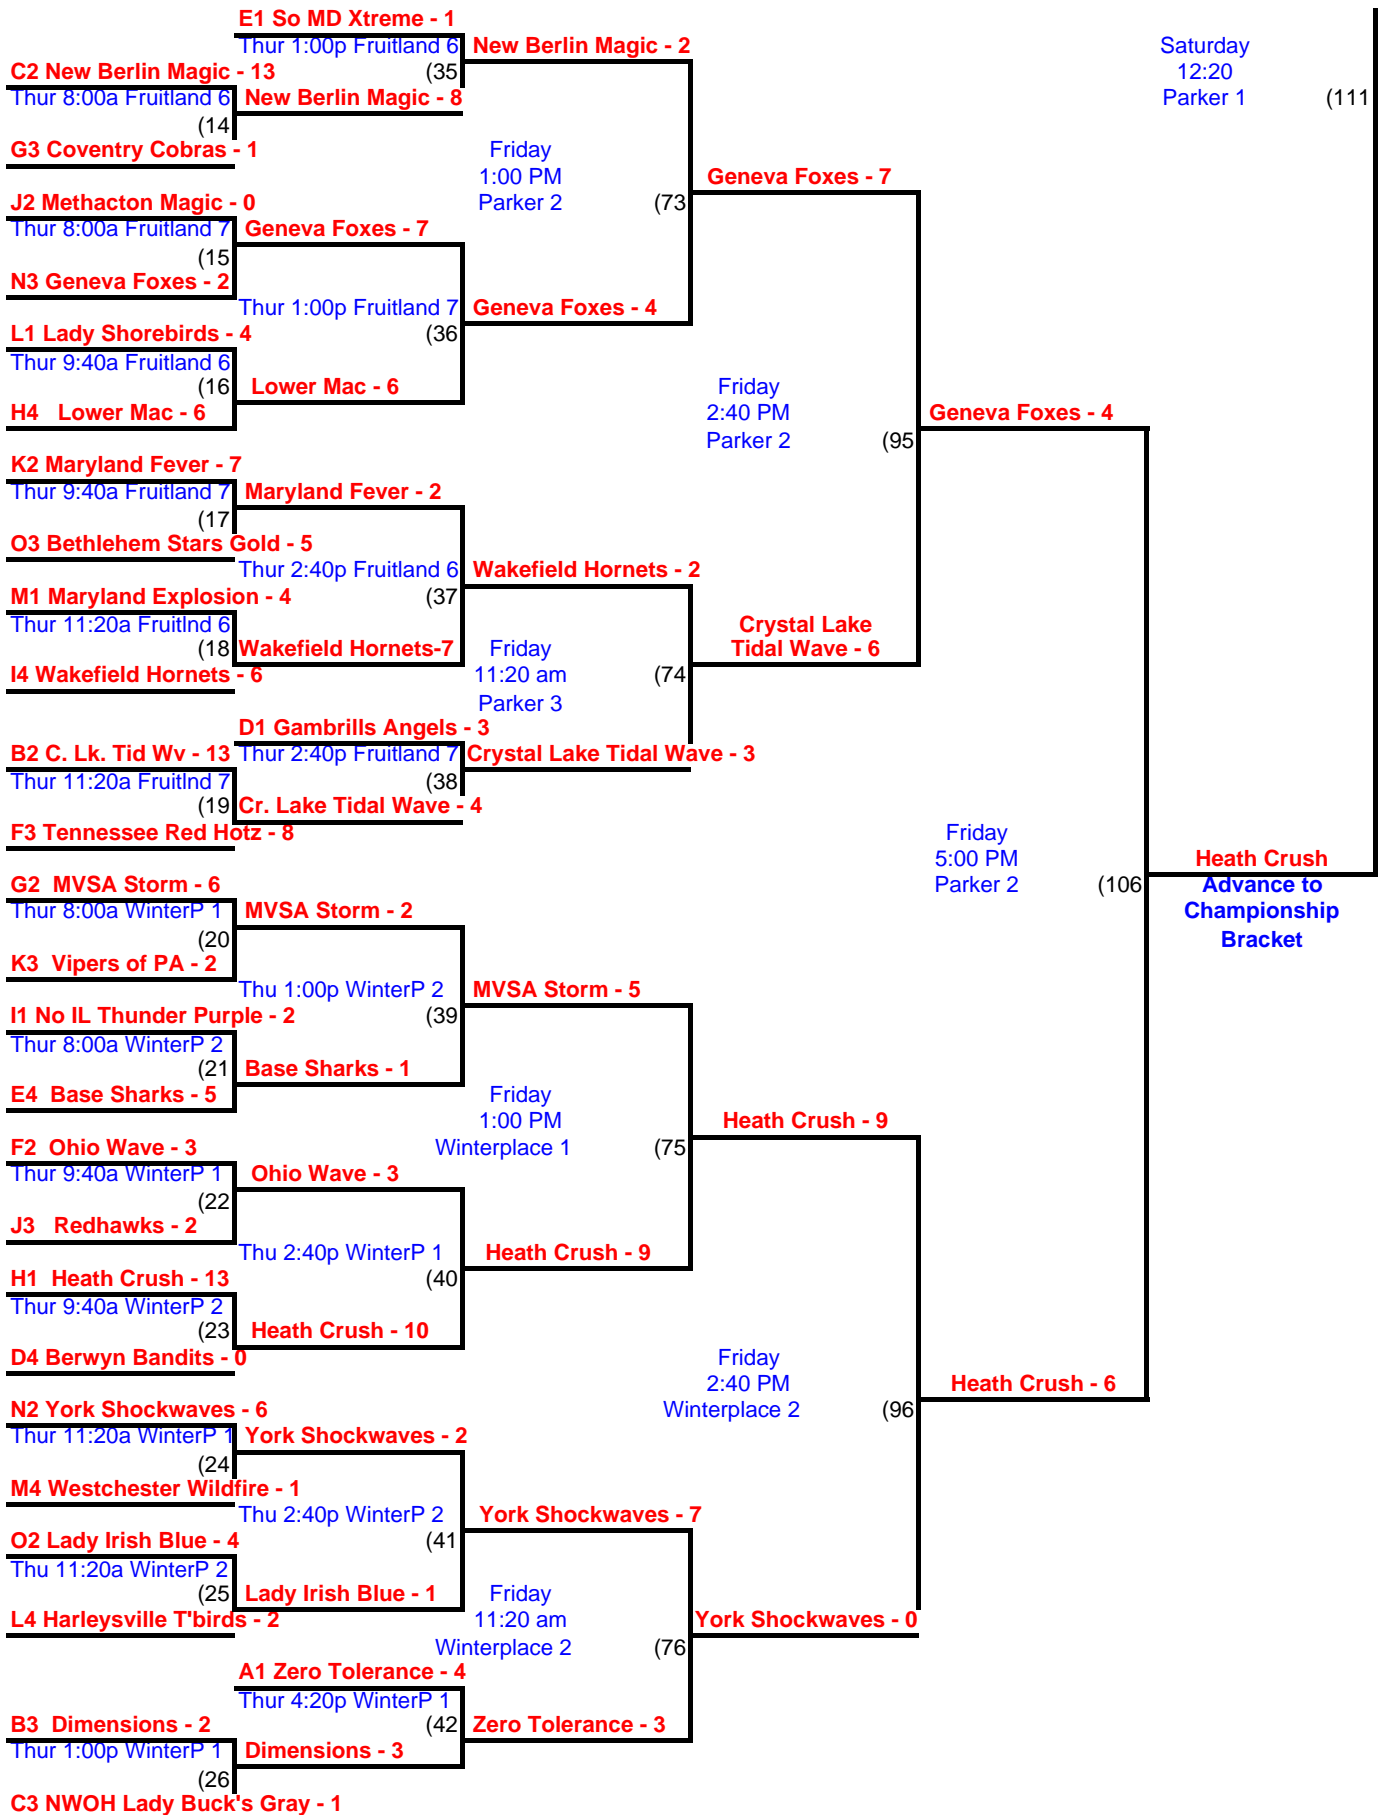 E1 So MD Xtreme - 1
Thur 1:00p Fruitland 6
New Berlin Magic - 2
Saturday
12:20
Parker 1
(111
C2 New Berlin Magic - 13
(35
Thur 8:00a Fruitland 6
New Berlin Magic - 8
(14
G3 Coventry Cobras - 1
Friday
1:00 PM
Parker 2
(73
Geneva Foxes - 7
J2 Methacton Magic - 0
Thur 8:00a Fruitland 7
Geneva Foxes - 7
(15
N3 Geneva Foxes - 2
Thur 1:00p Fruitland 7
Geneva Foxes - 4
(36
L1 Lady Shorebirds - 4
Thur 9:40a Fruitland 6
(16
Lower Mac - 6
H4 Lower Mac - 6
Friday
2:40 PM
Parker 2
(95
Geneva Foxes - 4
K2 Maryland Fever - 7
Thur 9:40a Fruitland 7
Maryland Fever - 2
(17
O3 Bethlehem Stars Gold - 5
Thur 2:40p Fruitland 6
Wakefield Hornets - 2
(37
M1 Maryland Explosion - 4
Thur 11:20a Fruitlnd 6
(18
Wakefield Hornets-7
I4 Wakefield Hornets - 6
Friday
11:20 am
Parker 3
(74
Crystal Lake
Tidal Wave - 6
D1 Gambrills Angels - 3
B2 C. Lk. Tid Wv - 13
Thur 2:40p Fruitland 7
Crystal Lake Tidal Wave - 3
Thur 11:20a Fruitlnd 7
(38
(19
Cr. Lake Tidal Wave - 4
F3 Tennessee Red Hotz - 8
Friday
5:00 PM
Parker 2
(106
Heath Crush
Advance to
Championship
Bracket
G2 MVSA Storm - 6
Thur 8:00a WinterP 1
MVSA Storm - 2
(20
K3 Vipers of PA - 2
Thu 1:00p WinterP 2
MVSA Storm - 5
(39
I1 No IL Thunder Purple - 2
Thur 8:00a WinterP 2
(21
Base Sharks - 1
E4 Base Sharks - 5
Friday
1:00 PM
Winterplace 1
(75
Heath Crush - 9
F2 Ohio Wave - 3
Thur 9:40a WinterP 1
Ohio Wave - 3
(22
J3 Redhawks - 2
Thu 2:40p WinterP 1
Heath Crush - 9
(40
H1 Heath Crush - 13
Thur 9:40a WinterP 2
(23
Heath Crush - 10
D4 Berwyn Bandits - 0
Friday
2:40 PM
Winterplace 2
(96
Heath Crush - 6
N2 York Shockwaves - 6
Thur 11:20a WinterP 1
York Shockwaves - 2
(24
M4 Westchester Wildfire - 1
Thu 2:40p WinterP 2
York Shockwaves - 7
(41
O2 Lady Irish Blue - 4
Thu 11:20a WinterP 2
(25
Lady Irish Blue - 1
L4 Harleysville T'birds - 2
Friday
11:20 am
Winterplace 2
(76
York Shockwaves - 0
A1 Zero Tolerance - 4
Thur 4:20p WinterP 1
(42
Zero Tolerance - 3
B3 Dimensions - 2
Thur 1:00p WinterP 1
Dimensions - 3
(26
C3 NWOH Lady Buck's Gray - 1